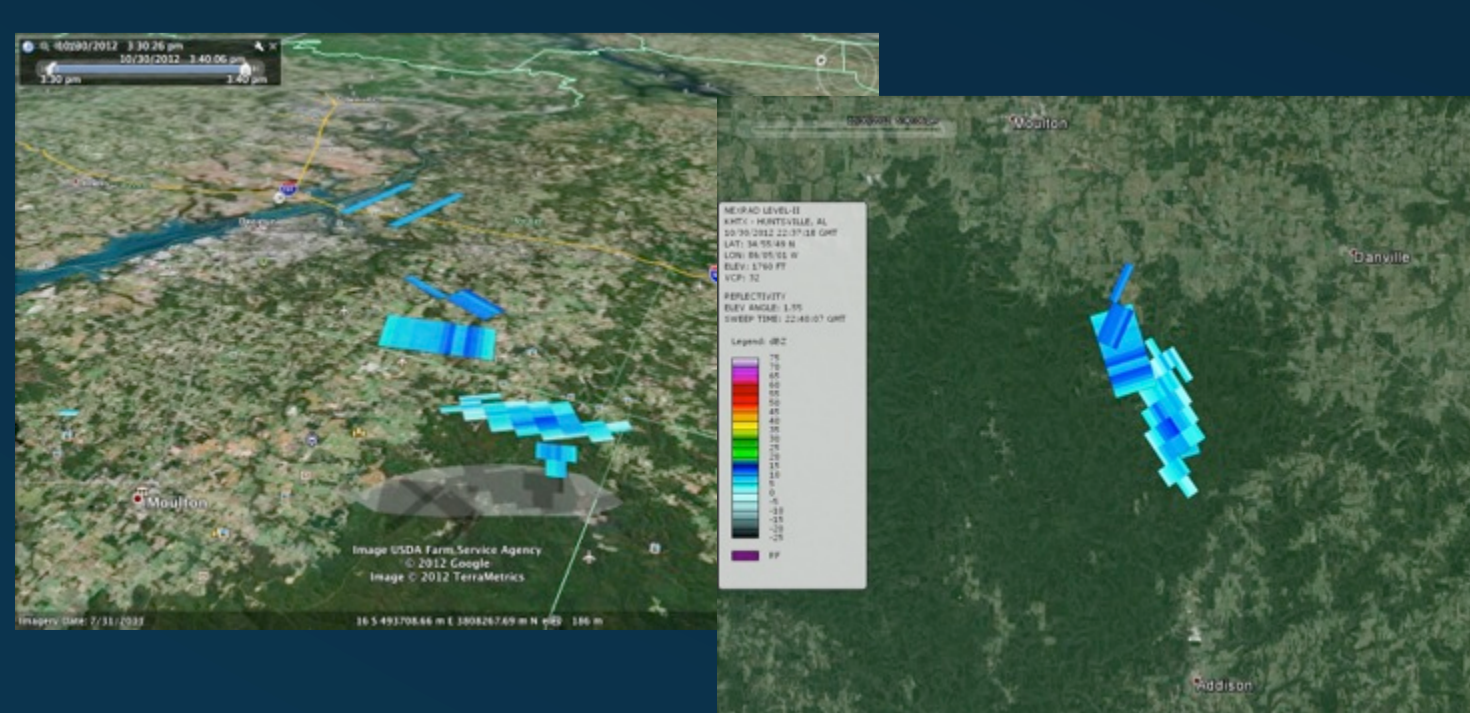 10/30/2012 3:30:26 pm
10/30/2012 3:40:06 pm
3:30 pm
3:40 pm
Moulton
Image USDA Farm Service Agency
© 2012 Google
Image © 2012 TerraMetrics
Imagery Date: 7/31/2011
16 S 493708.66 m E 3808267.69 m N elev 186 m
Moulton
Danville
Addison
NEXRAD LEVEL-II
KHTX - HUNTSVILLE, AL
10/30/2012 22:37:18 GMT
LAT: 34/55/49 N
LON: 86/05/01 W
ELEV: 1760 FT
VCP: 32
REFLECTIVITY
ELEV ANGLE: 1.55
SWEEP TIME: 22:40:07 GMT
Legend: dBZ
75
70
65
60
55
50
45
40
35
30
25
20
15
10
5
0
-5
-10
-15
-20
-25
RF